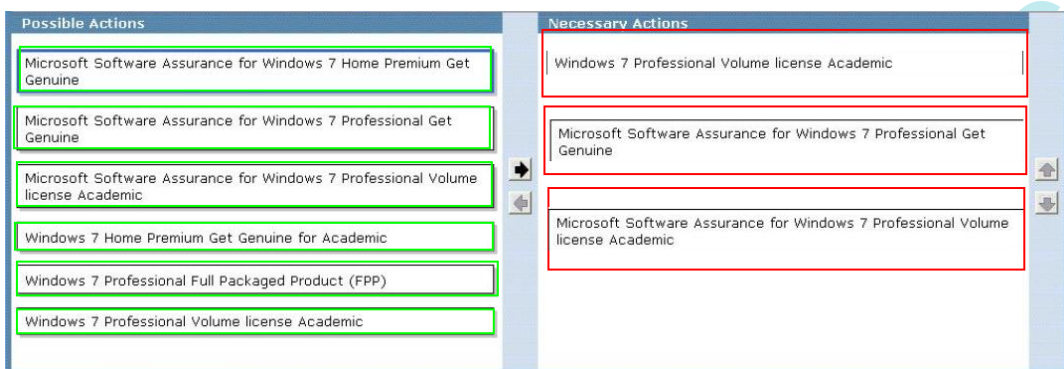 Possible Actions
Microsoft Software Assurance for Windows 7 Home Premium Get
Genuine
Microsoft Software Assurance for Windows 7 Professional Get
Genuine
Microsoft Software Assurance for Windows 7 Professional Volume
license Academic
Windows 7 Home Premium Get Genuine for Academic
Windows 7 Professional Full Packaged Product (FPP)
Windows 7 Professional Volume license Academic
Necessary Actions
Windows 7 Professional Volume license Academic
Microsoft Software Assurance for Windows 7 Professional Get
Genuine
Microsoft Software Assurance for Windows 7 Professional Volume
license Academic